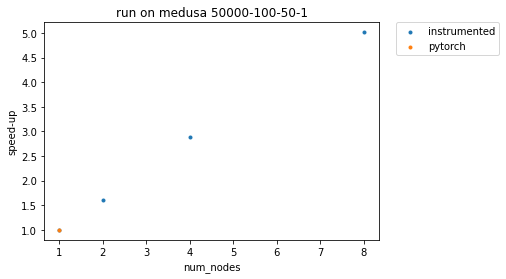 run on medusa 50000-100-50-1
instrumented
pytorch
speed-up
5.0
4.5
4.0
3.5
3.0
2.5
2.0
1.5
1.0
1 2 3 4 5 6 7 8
num_nodes